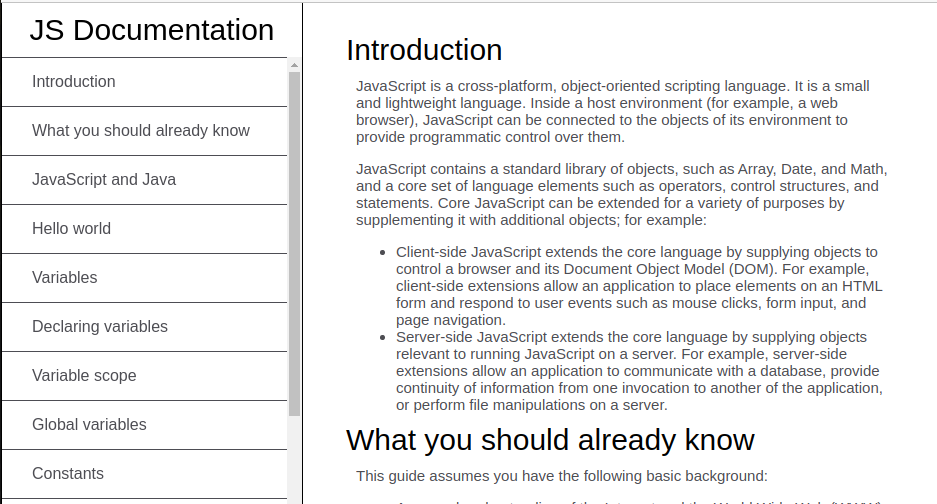 JS Documentation
Introduction
What you should already know
JavaScript and Java
Hello world
Variables
Declaring variables
Variable scope
Global variables
Constants
Introduction
JavaScript is a cross-platform, object-oriented scripting language. It is a small
and lightweight language. Inside a host environment (for example, a web
browser), JavaScript can be connected to the objects of its environment to
provide programmatic control over them.
JavaScript contains a standard library of objects, such as Array, Date, and Math,
and a core set of language elements such as operators, control structures, and
statements. Core JavaScript can be extended for a variety of purposes by
supplementing it with additional objects; for example:
• Client-side JavaScript extends the core language by supplying objects to
control a browser and its Document Object Model (DOM). For example,
client-side extensions allow an application to place elements on an HTML
form and respond to user events such as mouse clicks, form input, and
page navigation.
• Server-side JavaScript extends the core language by supplying objects
relevant to running JavaScript on a server. For example, server-side
extensions allow an application to communicate with a database, provide
continuity of information from one invocation to another of the application,
or perform file manipulations on a server.
What you should already know
This guide assumes you have the following basic background: